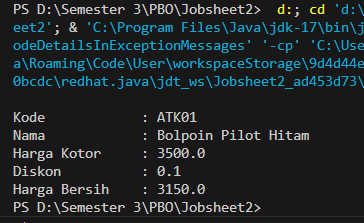 PS D:\Semester 3\PBO\Jobsheet2>  d:; cd 'd:\
eet2'; & 'C:\Program Files\Java\jdk-17\bin\j
odeDetailsInExceptionMessages' '-cp' 'C:\Use
a\Roaming\Code\User\workspaceStorage\9d4d44e
0bcdc\redhat.java\jdt_ws\Jobsheet2_ad453d73\
Kode : ATK01
Nama : Bolpoin Pilot Hitam
Harga Kotor : 3500.0
Diskon : 0.1
Harga Bersih : 3150.0
PS D:\Semester 3\PBO\Jobsheet2>